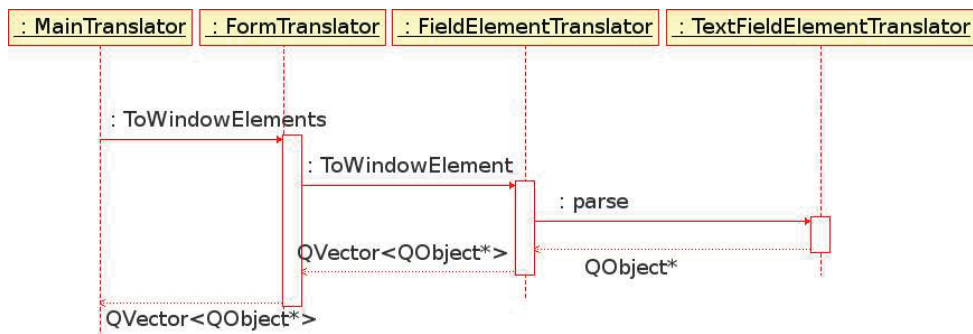 : MainTranslator
: FormTranslator
: FieldElementTranslator
: TextFieldElementTranslator
: ToWindowElements
: ToWindowElement
: parse
QVector<QObject*>
QObject*
QVector<QObject*>